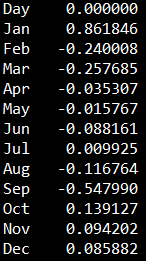 Day 0.000000
Jan 0.861846
Feb -0.240008
Mar -0.257685
Apr -0.035307
May -0.015767
Jun -0.088161
Jul 0.009925
Aug -0.116764
Sep -0.547990
Oct 0.139127
Nov 0.094202
Dec 0.085882